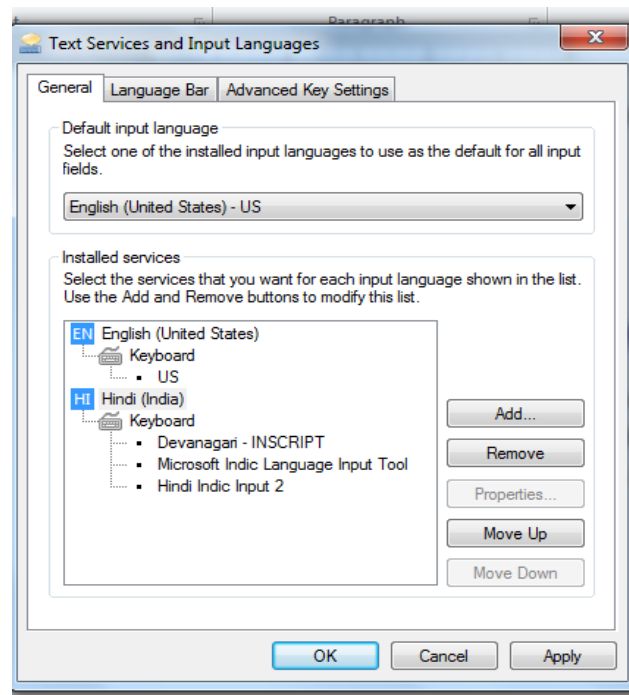 Paragraph
Text Services and Input Languages
General
Language Bar
Advanced Key Settings
Default input language
Select one of the installed input languages to use as the default for all input
fields.
English (United States) - US
Installed services
Select the services that you want for each input language shown in the list.
Use the Add and Remove buttons to modify this list.
EN English (United States)
Keyboard
US
HI Hindi (India)
Keyboard
Devanagari - INSCRIPT
Microsoft Indic Language Input Tool
Hindi Indic Input 2
Add...
Remove
Properties...
Move Up
Move Down
OK
Cancel
Apply